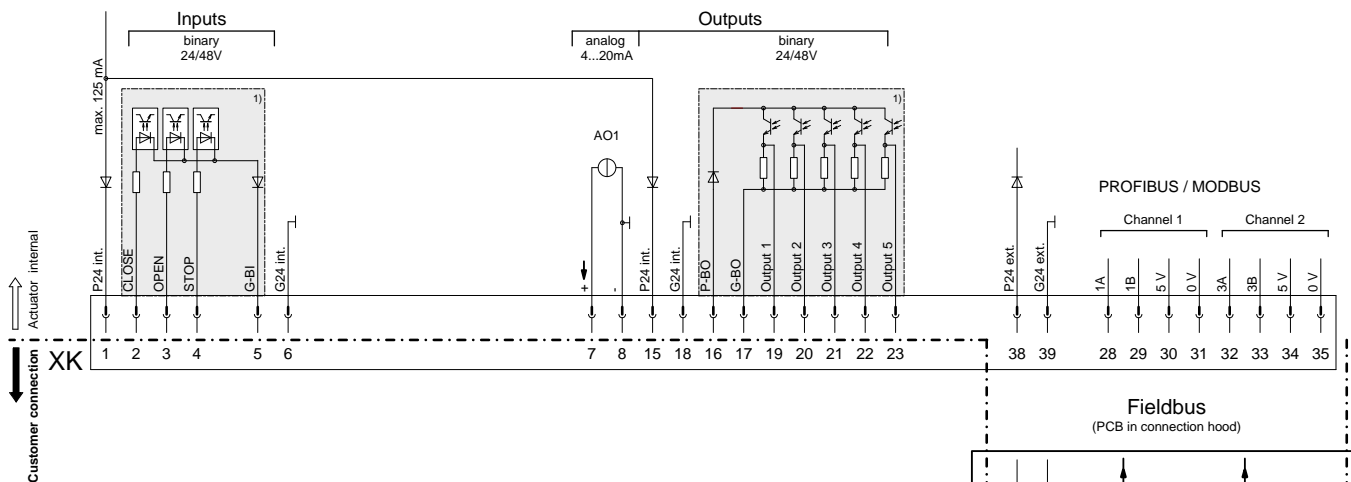 Inputs
Outputs
binary
24/48V
analog
4...20mA
binary
24/48V
max. 125 mA
1)
1)
AO1
PROFIBUS / MODBUS
Channel 1
Channel 2
Actuator internal
P24 int.
CLOSE
OPEN
STOP
G-BI
G24 int.
+
-
P24 int.
G24 int.
P-BO
G-BO
Output 1
Output 2
Output 3
Output 4
Output 5
P24 ext.
G24 ext.
1A
1B
5 V
0 V
3A
3B
5 V
0 V
XK
1 2 3 4 5 6 7 8 15 18 16 17 19 20 21 22 23 38 39 28 29 30 31 32 33 34 35
Customer connection
Fieldbus
(PCB in connection hood)